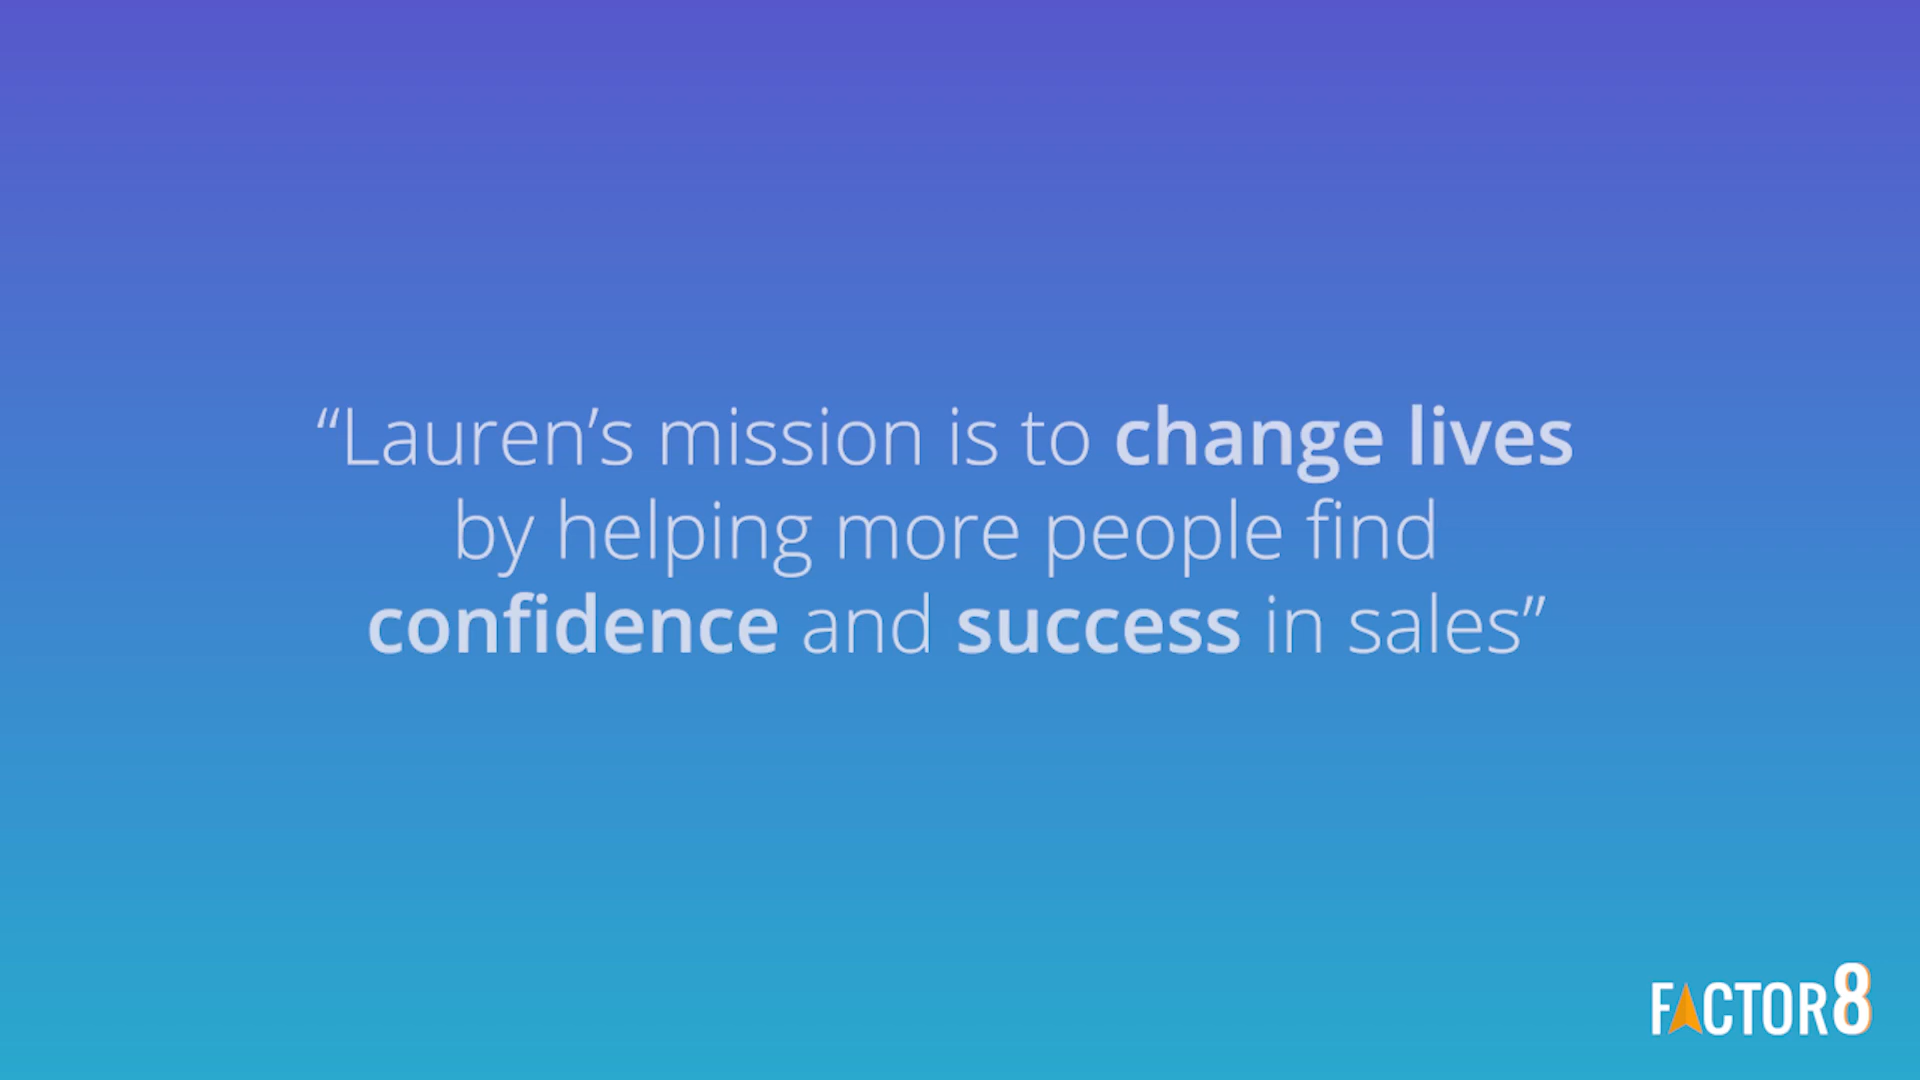 “Lauren’s mission is to change lives
by helping more people find
confidence and success in sales”
FACTOR8